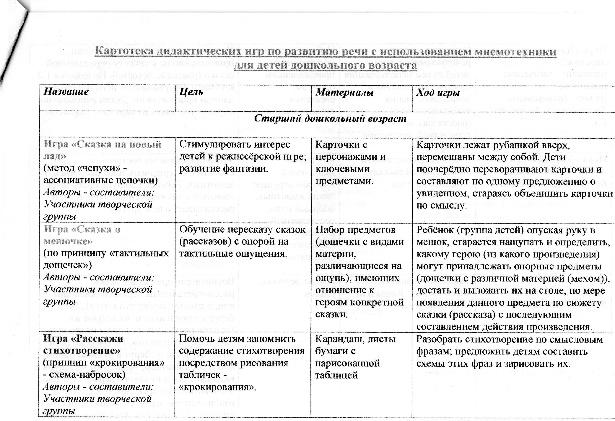 Картотека дидактических игр по развитию речи с использованием мнемотехники
для детей дошкольного возраста
Название
Цель
Материалы
Ход игры
Старший дошкольный возраст
Игра «Сказка на новый
лад»
(метод «чепухи» -
ассоциативные цепочки)
Авторы - составители:
Участники творческой
группы
Стимулировать интерес
детей к режиссёрской игре;
развитие фантазии.
Карточки с
персонажами и
ключевыми
предметами.
Карточки лежат рубашкой вверх,
перемешаны между собой. Дети
поочерёдно переворачивают карточки и
составляют по одному предложению о
увиденном, стараясь объединить карточки
по смыслу.
Игра «Сказка в
мешочке»
(по принципу «тактильных
дощечек»)
Авторы - составители:
Участники творческой
группы
Обучение пересказу сказок
(рассказов) с опорой на
тактильные ощущения.
Набор предметов
(дощечки с видами
материи,
различающиеся на
ощупь), имеющих
отношение к
героям конкретной
сказки.
Ребёнок (группа детей) опуская руку в
мешок, старается нащупать и определить,
какому герою (из какого произведения)
могут принадлежать опорные предметы
(дощечки с различной материей (мехом)),
достать и выложить их на столе, по мере
появления данного предмета по сюжету
сказки (рассказа) с последующим
составлением действия произведения.
Игра «Расскажи
стихотворение»
(принцип «крокирования»
- схема-набросок)
Авторы - составители:
Участники творческой
группы
Помочь детям запомнить
содержание стихотворения
посредством рисования
табличек -
«крокирования».
Карандаш, листы
бумаги с
нарисованной
таблицей
Разобрать стихотворение по смысловым
фразам; предложить детям составить
схемы этих фраз и зарисовать их.